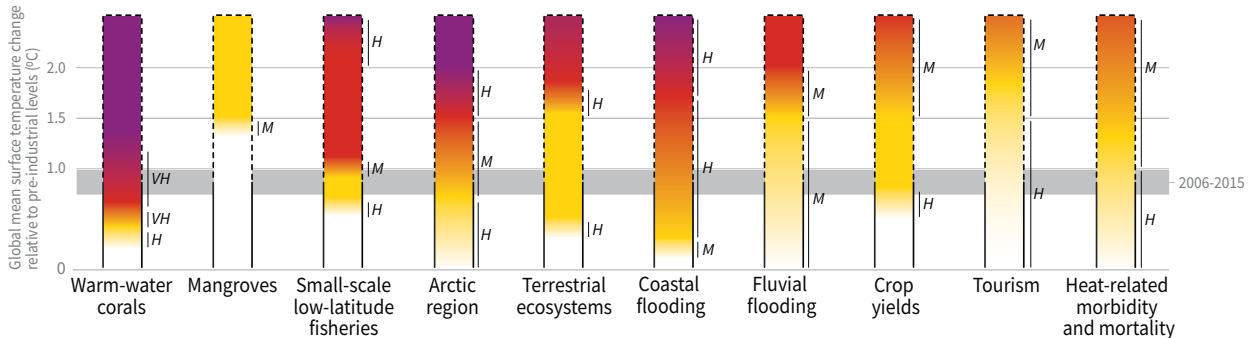 Global mean surface temperature change
relative to pre-industrial levels (ºC)
2.0
1.5
1.0
0
2006-2015
VH
VH
H
M
H
M
H
H
M
H
H
H
H
H
M
M
M
M
H
M
H
M
H
Warm-water
corals
Mangroves
Small-scale
low-latitude
fisheries
Arctic
region
Terrestrial
ecosystems
Coastal
flooding
Fluvial
flooding
Crop
yields
Tourism
Heat-related
morbidity
and mortality